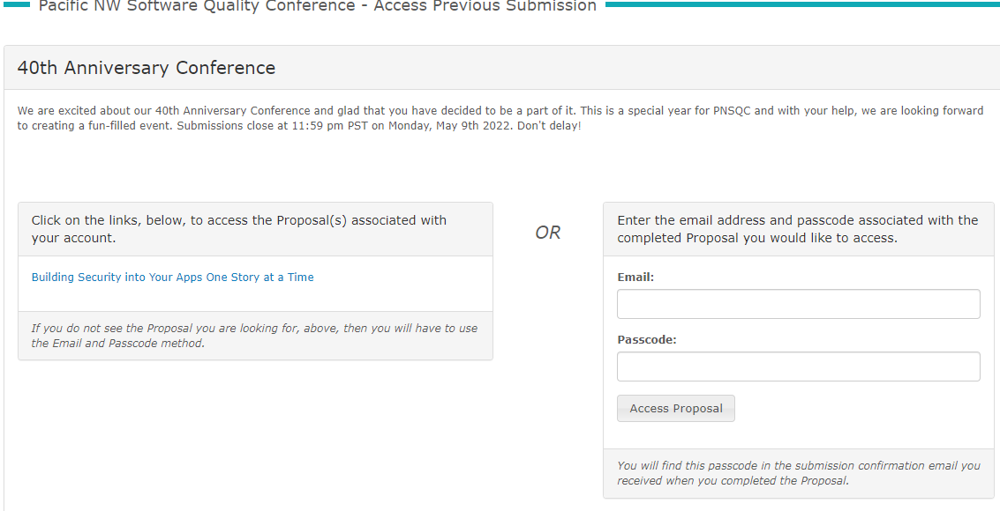 Pacific NW Software Quality Conference - Access Previous Submission
40th Anniversary Conference
We are excited about our 40th Anniversary Conference and glad that you have decided to be a part of it. This is a special year for PNSQC and with your help, we are looking forward
to creating a fun-filled event. Submissions close at 11:59 pm PST on Monday, May 9th 2022. Don't delay!
Click on the links, below, to access the Proposal(s) associated with
your account.
Building Security into Your Apps One Story at a Time
If you do not see the Proposal you are looking for, above, then you will have to use
the Email and Passcode method.
OR
Enter the email address and passcode associated with the
completed Proposal you would like to access.
Email:
Passcode:
Access Proposal
You will find this passcode in the submission confirmation email you
received when you completed the Proposal.